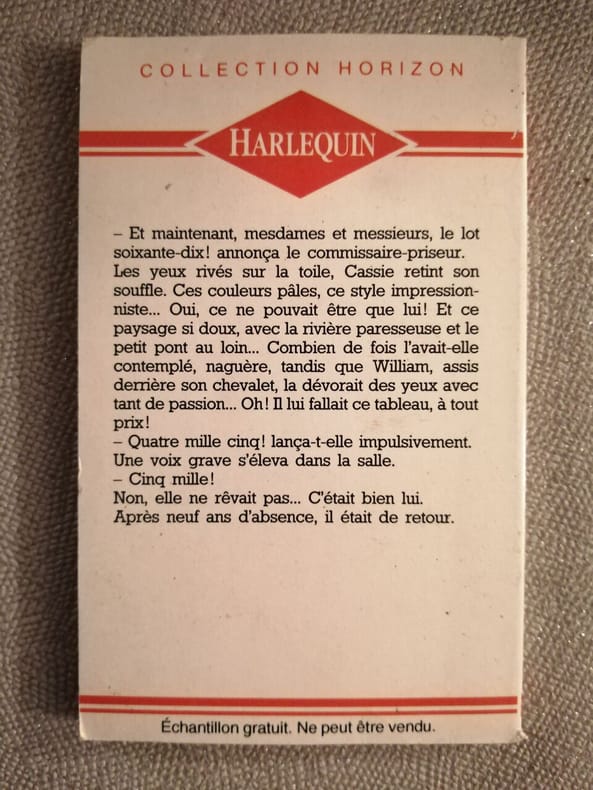 COLLECTION HORIZON
HARLEQUIN
– Et maintenant, mesdames et messieurs, le lot
soixante-dix! annonça le commissaire-priseur.
Les yeux rivés sur la toile, Cassie retint son
souffle. Ces couleurs pâles, ce style impression-
niste... Oui, ce ne pouvait être que lui! Et ce
paysage si doux, avec la rivière paresseuse et le
petit pont au loin... Combien de fois l'avait-elle
contemplé, naguère, tandis que William, assis
derrière son chevalet, la dévorait des yeux avec
tant de passion... Oh! Il lui fallait ce tableau, à tout
prix!
– Quatre mille cinq! lança-t-elle impulsivement.
Une voix grave s'éleva dans la salle.
– Cinq mille!
Non, elle ne rêvait pas... C'était bien lui.
Après neuf ans d'absence, il était de retour.
Échantillon gratuit. Ne peut être vendu.